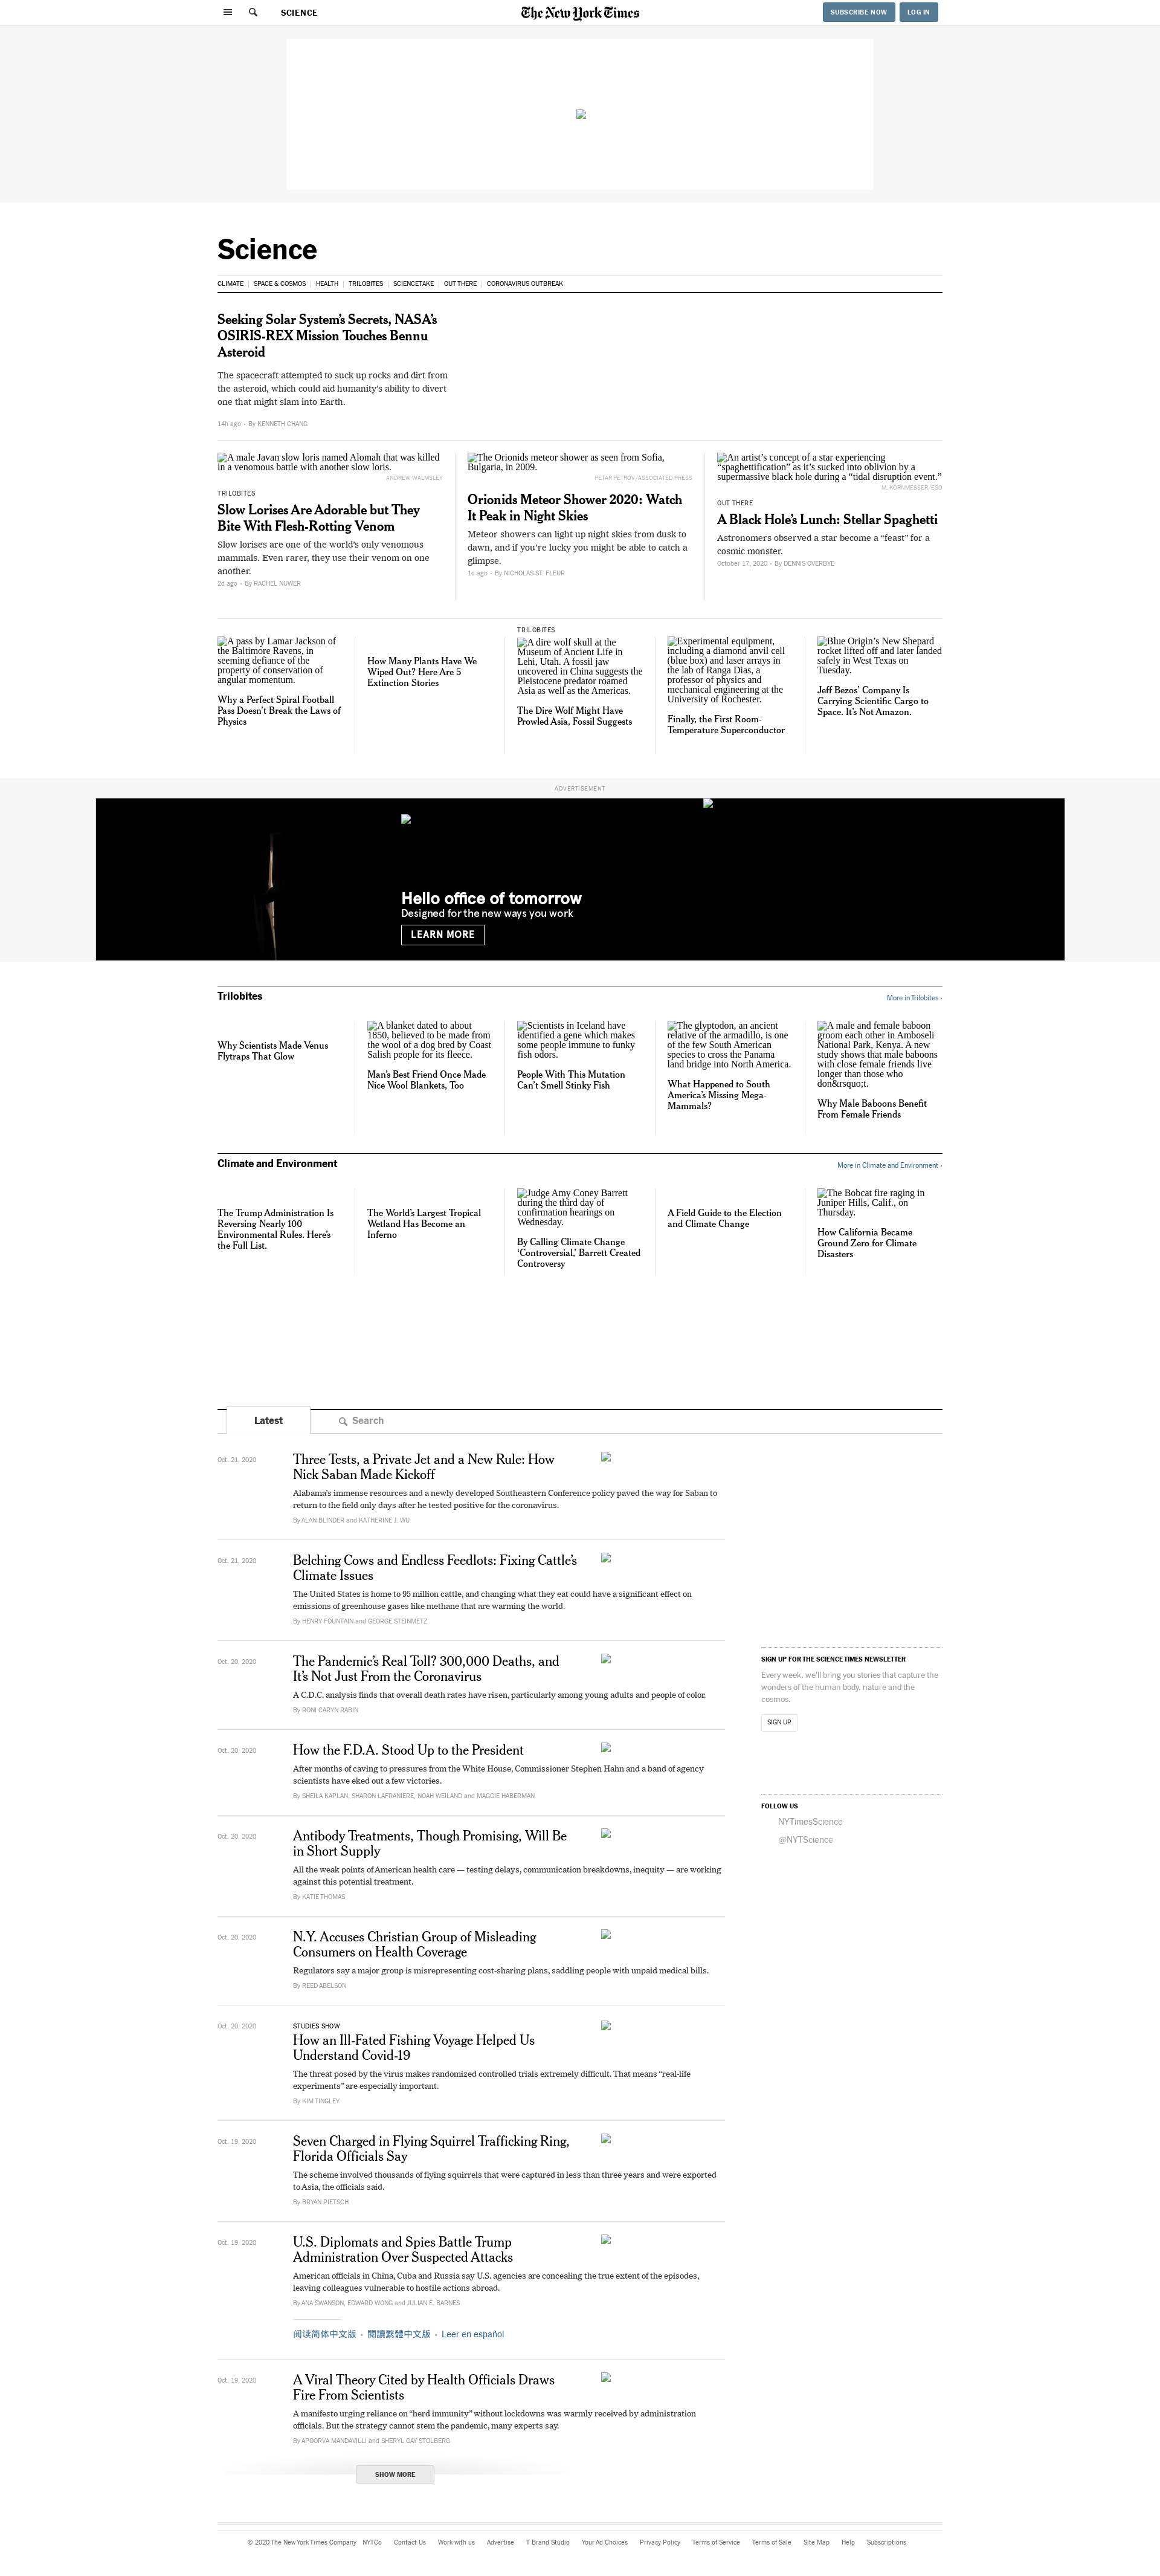 SCIENCE
The New York Times
SUBSCRIBE NOW
LOG IN
Science
CLIMATE
SPACE & COSMOS
HEALTH
TRILOBITES
SCIENCETAKE
OUT THERE
CORONAVIRUS OUTBREAK
Seeking Solar System’s Secrets, NASA’s
OSIRIS-REX Mission Touches Bennu
Asteroid
The spacecraft attempted to suck up rocks and dirt from
the asteroid, which could aid humanity’s ability to divert
one that might slam into Earth.
14h ago - By KENNETH CHANG
A male Javan slow loris named Alomah that was killed
in a venomous battle with another slow loris.
ANDREW WALMSLEY
TRILOBITES
Slow Lorises Are Adorable but They
Bite With Flesh-Rotting Venom
Slow lorises are one of the world’s only venomous
mammals. Even rarer, they use their venom on one
another.
2d ago - By RACHEL NUWER
The Orionids meteor shower as seen from Sofia,
Bulgaria, in 2009.
PETAR PETROV/ASSOCIATED PRESS
Orionids Meteor Shower 2020: Watch
It Peak in Night Skies
Meteor showers can light up night skies from dusk to
dawn, and if you’re lucky you might be able to catch a
glimpse.
1d ago - By NICHOLAS ST. FLEUR
An artist’s concept of a star experiencing
“spaghettification” as it’s sucked into oblivion by a
supermassive black hole during a “tidal disruption event.”
M. KORNMESSER/ESO
OUT THERE
A Black Hole’s Lunch: Stellar Spaghetti
Astronomers observed a star become a “feast” for a
cosmic monster.
October 17, 2020 - By DENNIS OVERBYE
A pass by Lamar Jackson of
the Baltimore Ravens, in
seeming defiance of the
property of conservation of
angular momentum.
Why a Perfect Spiral Football
Pass Doesn’t Break the Laws of
Physics
How Many Plants Have We
Wiped Out? Here Are 5
Extinction Stories
TRILOBITES
A dire wolf skull at the
Museum of Ancient Life in
Lehi, Utah. A fossil jaw
uncovered in China suggests the
Pleistocene predator roamed
Asia as well as the Americas.
The Dire Wolf Might Have
Prowled Asia, Fossil Suggests
Experimental equipment,
including a diamond anvil cell
(blue box) and laser arrays in
the lab of Ranga Dias, a
professor of physics and
mechanical engineering at the
University of Rochester.
Finally, the First Room-
Temperature Superconductor
Blue Origin’s New Shepard
rocket lifted off and later landed
safely in West Texas on
Tuesday.
Jeff Bezos’ Company Is
Carrying Scientific Cargo to
Space. It’s Not Amazon.
ADVERTISEMENT
Hello office of tomorrow
Designed for the new ways you work
LEARN MORE
Trilobites
More in Trilobites ›
Why Scientists Made Venus
Flytraps That Glow
A blanket dated to about
1850, believed to be made from
the wool of a dog bred by Coast
Salish people for its fleece.
Man’s Best Friend Once Made
Nice Wool Blankets, Too
Scientists in Iceland have
identified a gene which makes
some people immune to funky
fish odors.
People With This Mutation
Can’t Smell Stinky Fish
The glyptodon, an ancient
relative of the armadillo, is one
of the few South American
species to cross the Panama
land bridge into North America.
What Happened to South
America’s Missing Mega-
Mammals?
A male and female baboon
groom each other in Amboseli
National Park, Kenya. A new
study shows that male baboons
with close female friends live
longer than those who
don&rsquo;t.
Why Male Baboons Benefit
From Female Friends
Climate and Environment
More in Climate and Environment ›
The Trump Administration Is
Reversing Nearly 100
Environmental Rules. Here’s
the Full List.
The World’s Largest Tropical
Wetland Has Become an
Inferno
Judge Amy Coney Barrett
during the third day of
confirmation hearings on
Wednesday.
By Calling Climate Change
‘Controversial,’ Barrett Created
Controversy
A Field Guide to the Election
and Climate Change
The Bobcat fire raging in
Juniper Hills, Calif., on
Thursday.
How California Became
Ground Zero for Climate
Disasters
Latest
Search
Oct. 21, 2020
Three Tests, a Private Jet and a New Rule: How
Nick Saban Made Kickoff
Alabama’s immense resources and a newly developed Southeastern Conference policy paved the way for Saban to
return to the field only days after he tested positive for the coronavirus.
By ALAN BLINDER and KATHERINE J. WU
Oct. 21, 2020
Belching Cows and Endless Feedlots: Fixing Cattle’s
Climate Issues
The United States is home to 95 million cattle, and changing what they eat could have a significant effect on
emissions of greenhouse gases like methane that are warming the world.
By HENRY FOUNTAIN and GEORGE STEINMETZ
Oct. 20, 2020
The Pandemic’s Real Toll? 300,000 Deaths, and
It’s Not Just From the Coronavirus
A C.D.C. analysis finds that overall death rates have risen, particularly among young adults and people of color.
By RONI CARYN RABIN
Oct. 20, 2020
How the F.D.A. Stood Up to the President
After months of caving to pressures from the White House, Commissioner Stephen Hahn and a band of agency
scientists have eked out a few victories.
By SHEILA KAPLAN, SHARON LAFRANIERE, NOAH WEILAND and MAGGIE HABERMAN
Oct. 20, 2020
Antibody Treatments, Though Promising, Will Be
in Short Supply
All the weak points of American health care — testing delays, communication breakdowns, inequity — are working
against this potential treatment.
By KATIE THOMAS
Oct. 20, 2020
N.Y. Accuses Christian Group of Misleading
Consumers on Health Coverage
Regulators say a major group is misrepresenting cost-sharing plans, saddling people with unpaid medical bills.
By REED ABELSON
Oct. 20, 2020
STUDIES SHOW
How an Ill-Fated Fishing Voyage Helped Us
Understand Covid-19
The threat posed by the virus makes randomized controlled trials extremely difficult. That means “real-life
experiments” are especially important.
By KIM TINGLEY
Oct. 19, 2020
Seven Charged in Flying Squirrel Trafficking Ring,
Florida Officials Say
The scheme involved thousands of flying squirrels that were captured in less than three years and were exported
to Asia, the officials said.
By BRYAN PIETSCH
Oct. 19, 2020
U.S. Diplomats and Spies Battle Trump
Administration Over Suspected Attacks
American officials in China, Cuba and Russia say U.S. agencies are concealing the true extent of the episodes,
leaving colleagues vulnerable to hostile actions abroad.
By ANA SWANSON, EDWARD WONG and JULIAN E. BARNES
阅读简体中文版 • 閱讀繁體中文版 • Leer en español
Oct. 19, 2020
A Viral Theory Cited by Health Officials Draws
Fire From Scientists
A manifesto urging reliance on “herd immunity” without lockdowns was warmly received by administration
officials. But the strategy cannot stem the pandemic, many experts say.
By APOORVA MANDAVILLI and SHERYL GAY STOLBERG
SHOW MORE
SIGN UP FOR THE SCIENCE TIMES NEWSLETTER
Every week, we'll bring you stories that capture the
wonders of the human body, nature and the
cosmos.
SIGN UP
FOLLOW US
NYTimesScience
@NYTScience
© 2020 The New York Times Company
NYTCo
Contact Us
Work with us
Advertise
T Brand Studio
Your Ad Choices
Privacy Policy
Terms of Service
Terms of Sale
Site Map
Help
Subscriptions